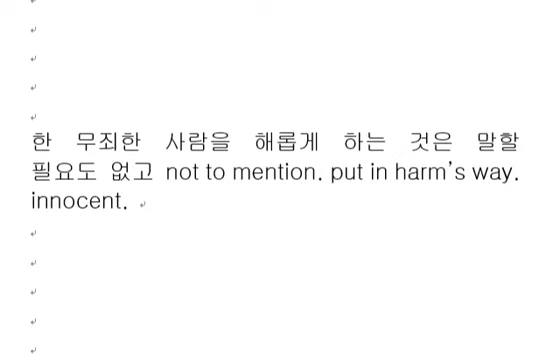 한 무죄한 사람을 해롭게 하는 것은 말할
필요도 없고 not to mention. put in harm's way.
innocent.